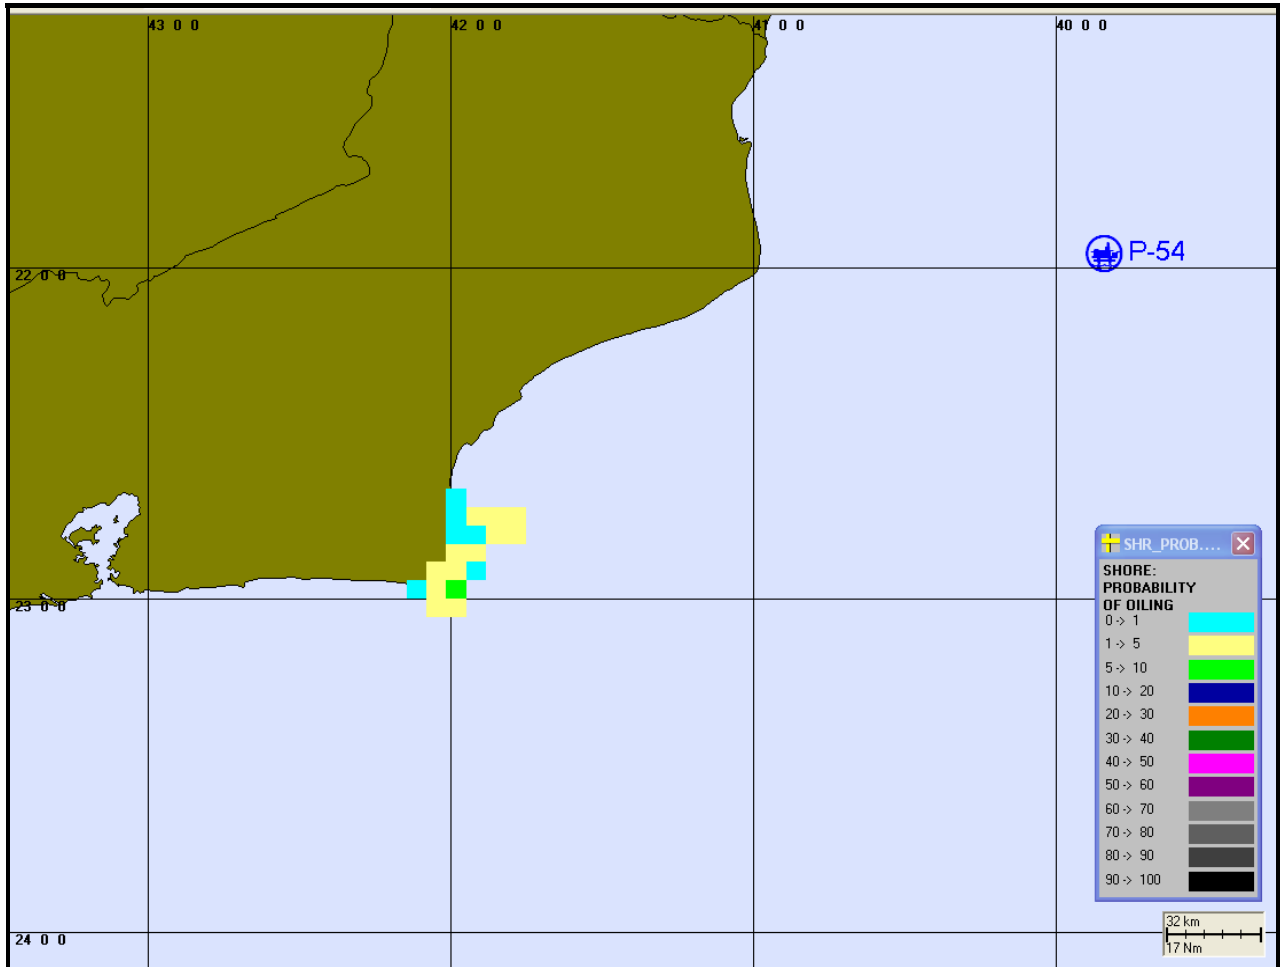 43 0 0
42 0 0
41 0 0
40 0 0
P-54
22 0 0
SHR_PROB....
SHORE:
PROBABILITY
OF OILING
0 -> 1
1 -> 5
5 -> 10
10 -> 20
20 -> 30
30 -> 40
40 -> 50
50 -> 60
60 -> 70
70 -> 80
80 -> 90
90 -> 100
23 0 0
32 km
17 Nm
24 0 0